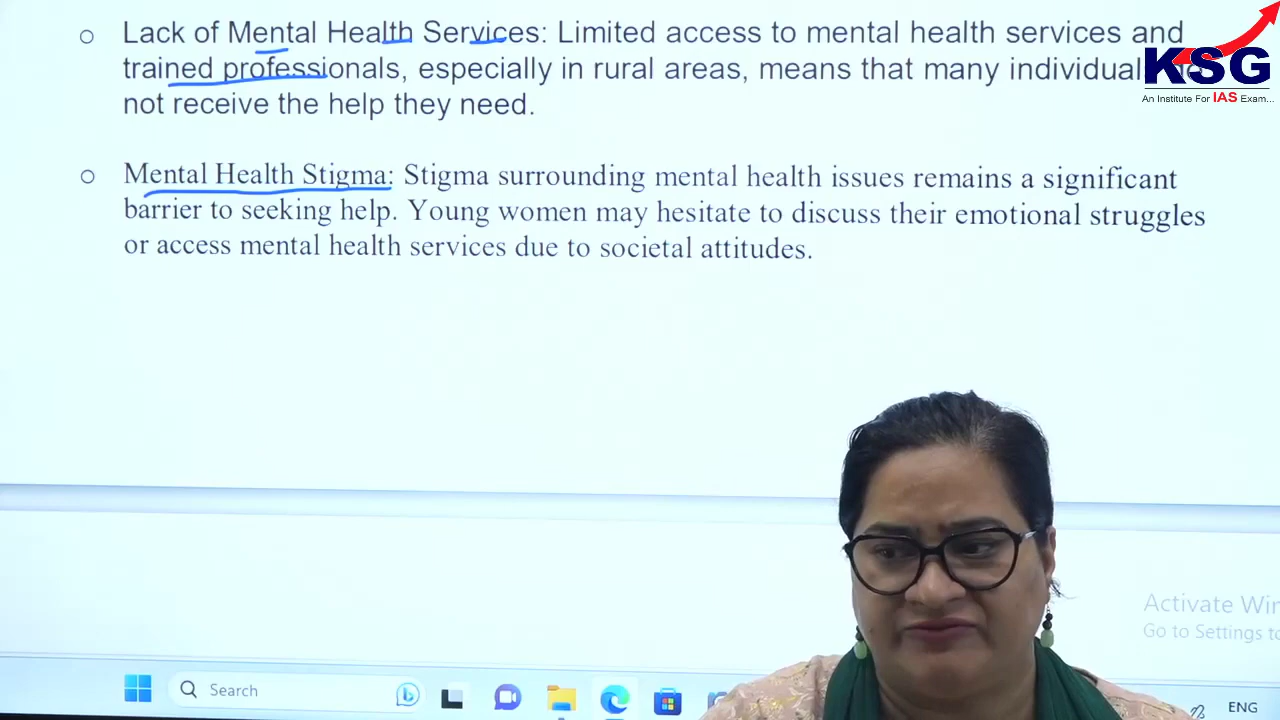 Lack of Mental Health Services: Limited access to mental health services and
trained professionals, especially in rural areas, means that many individual
not receive the help they need.
Mental Health Stigma: Stigma surrounding mental health issues remains a significant
barrier to seeking help. Young women may hesitate to discuss their emotional struggles
or access mental health services due to societal attitudes.
KSG
An Institute For IAS Exam...
Activate Win
Go to Settings to
Search
ENG